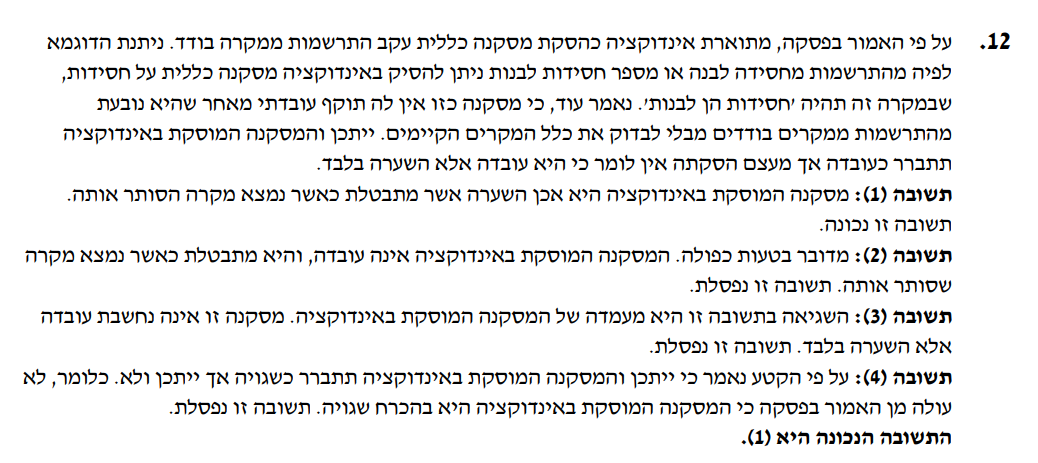 12. על פי האמור בפסקה, מתוארת אינדוקציה כהסקת מסקנה כללית עקב התרשמות ממקרה בודד. ניתנת הדוגמא
לפיה מהתרשמות מחסידה לבנה או מספר חסידות לבנות ניתן להסיק באינדוקציה מסקנה כללית על חסידות,
שבמקרה זה תהיה 'חסידות הן לבנות'. נאמר עוד, כי מסקנה כזו אין לה תוקף עובדתי מאחר שהיא נובעת
מהתרשמות ממקרים בודדים מבלי לבדוק את כלל המקרים הקיימים. ייתכן והמסקנה המוסקת באינדוקציה
תתברר כעובדה אך מעצם הסקתה אין לומר כי היא עובדה אלא השערה בלבד.
תשובה (1): מסקנה המוסקת באינדוקציה היא אכן השערה אשר מתבטלת כאשר נמצא מקרה הסותר אותה.
תשובה זו נכונה.
תשובה (2): מדובר בטעות כפולה. המסקנה המוסקת באינדוקציה אינה עובדה, והיא מתבטלת כאשר נמצא מקרה
שסותר אותה. תשובה זו נפסלת.
תשובה (3): השגיאה בתשובה זו היא מעמדה של המסקנה המוסקת באינדוקציה. מסקנה זו אינה נחשבת עובדה
אלא השערה בלבד. תשובה זו נפסלת.
תשובה (4): על פי הקטע נאמר כי ייתכן והמסקנה המוסקת באינדוקציה תתברר כשגויה אך ייתכן ולא. כלומר, לא
עולה מן האמור בפסקה כי המסקנה המוסקת באינדוקציה היא בהכרח שגויה. תשובה זו נפסלת.
התשובה הנכונה היא (1).